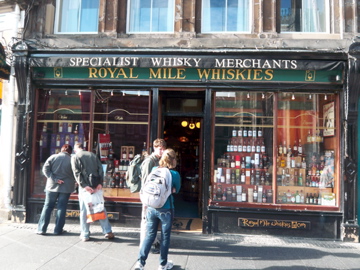 SPECIALIST WHISKY MERCHANTS
ROYAL MILE WHISKIES